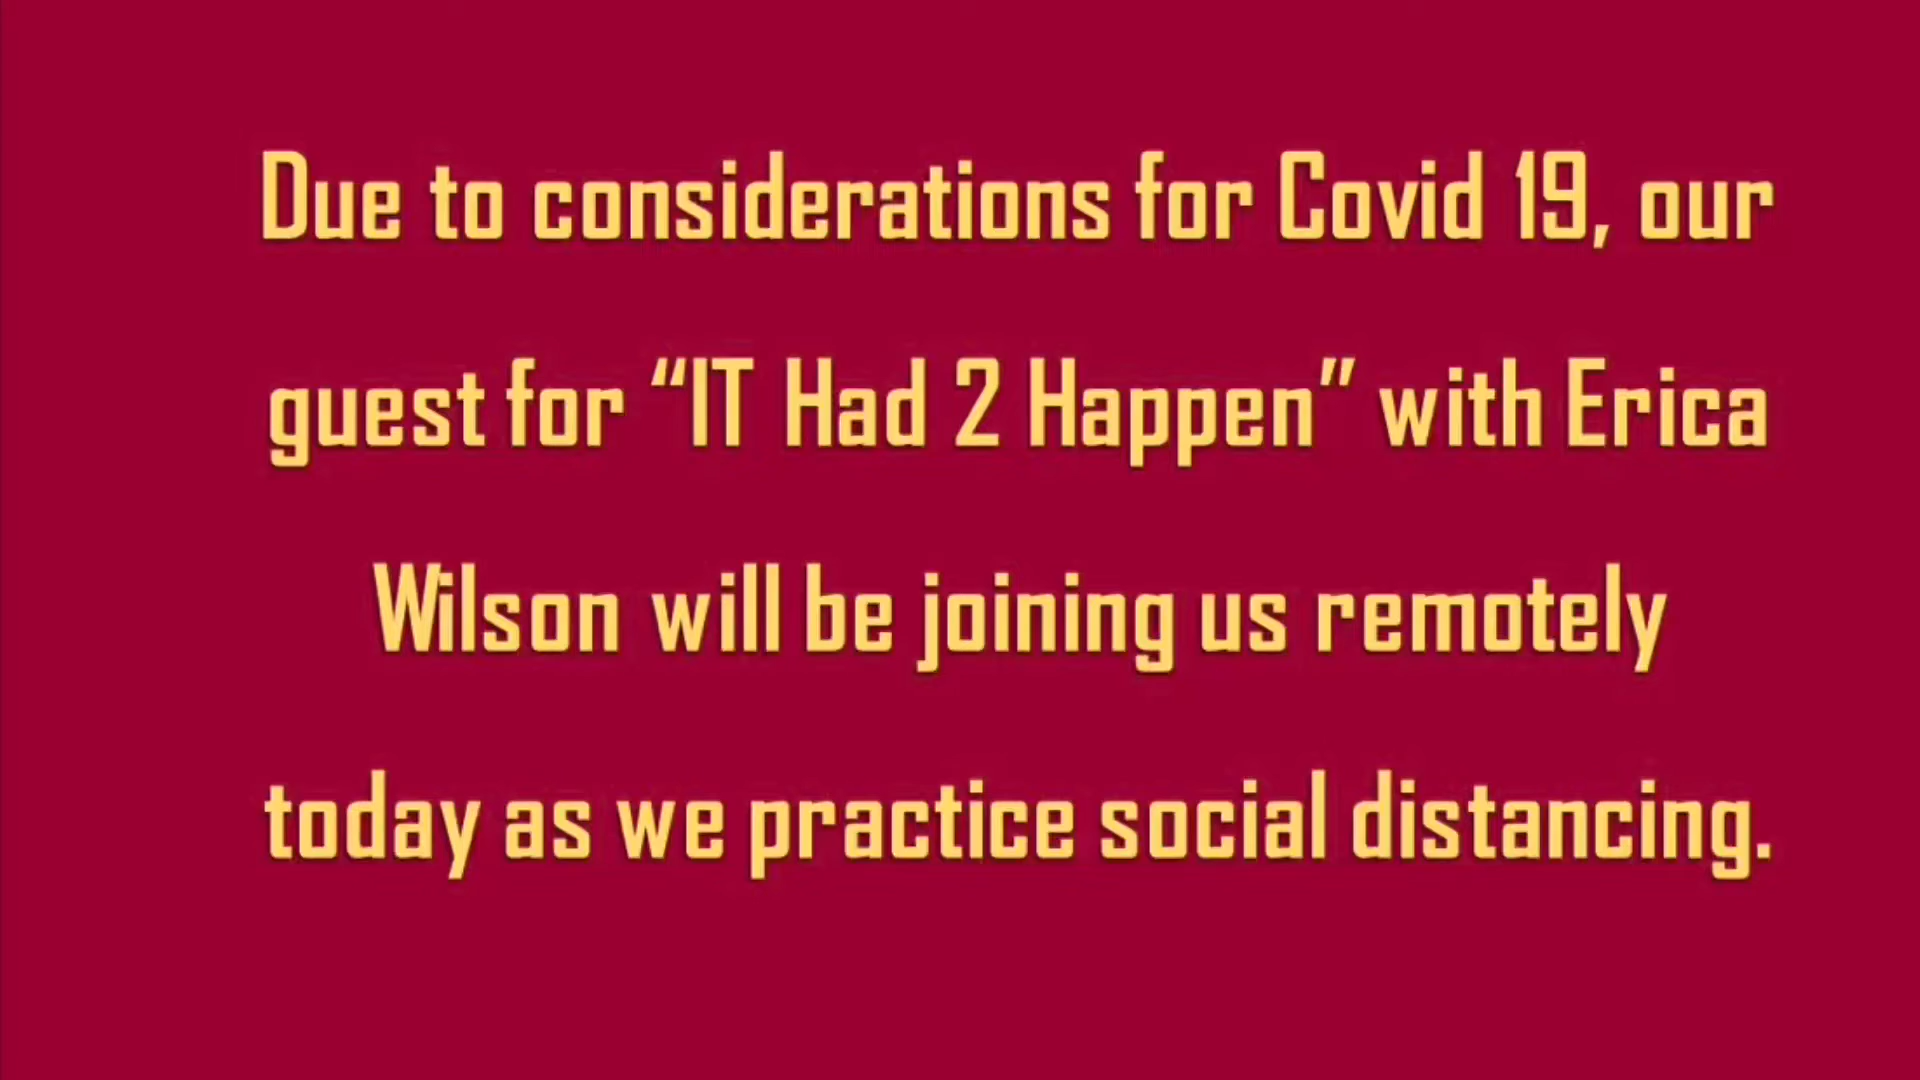 Due to considerations for Covid 19, our
guest for “IT Had 2 Happen” with Erica
Wilson will be joining us remotely
today as we practice social distancing.